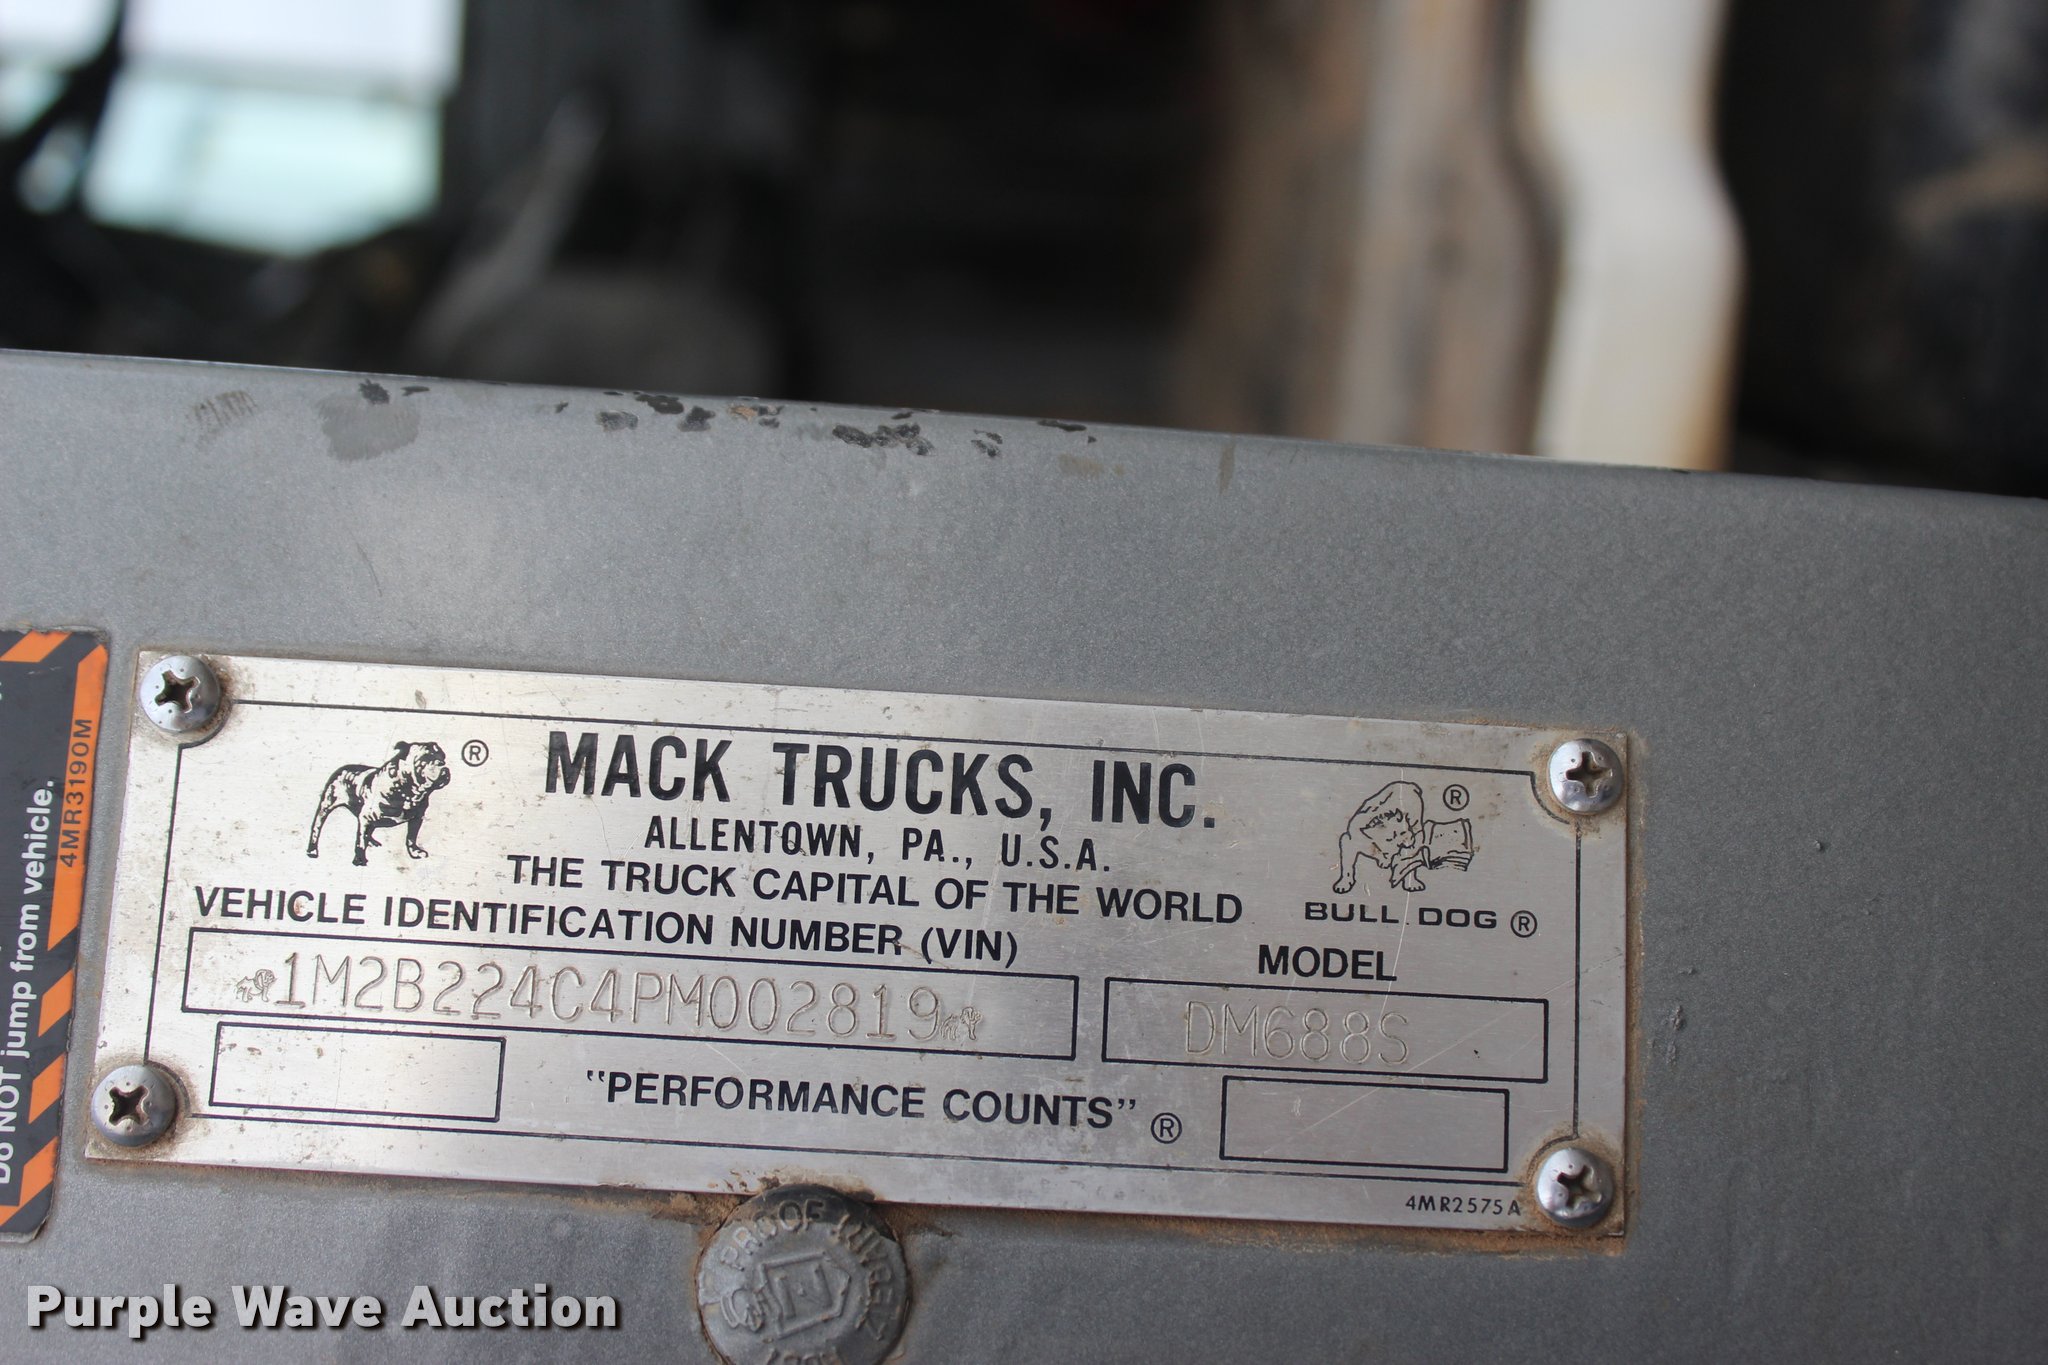 MACK TRUCKS, INC.
ALLENTOWN, PA., U.S.A.
THE TRUCK CAPITAL OF THE WORLD
®
®
BULL DOG ®
VEHICLE IDENTIFICATION NUMBER (VIN)
MODEL
1M2B224C4PM002819
DM688S
"PERFORMANCE COUNTS" ®
4MR2575A
Do NOT jump from vehicle.
4MR3190M
PROOF
N
Purple Wave Auction